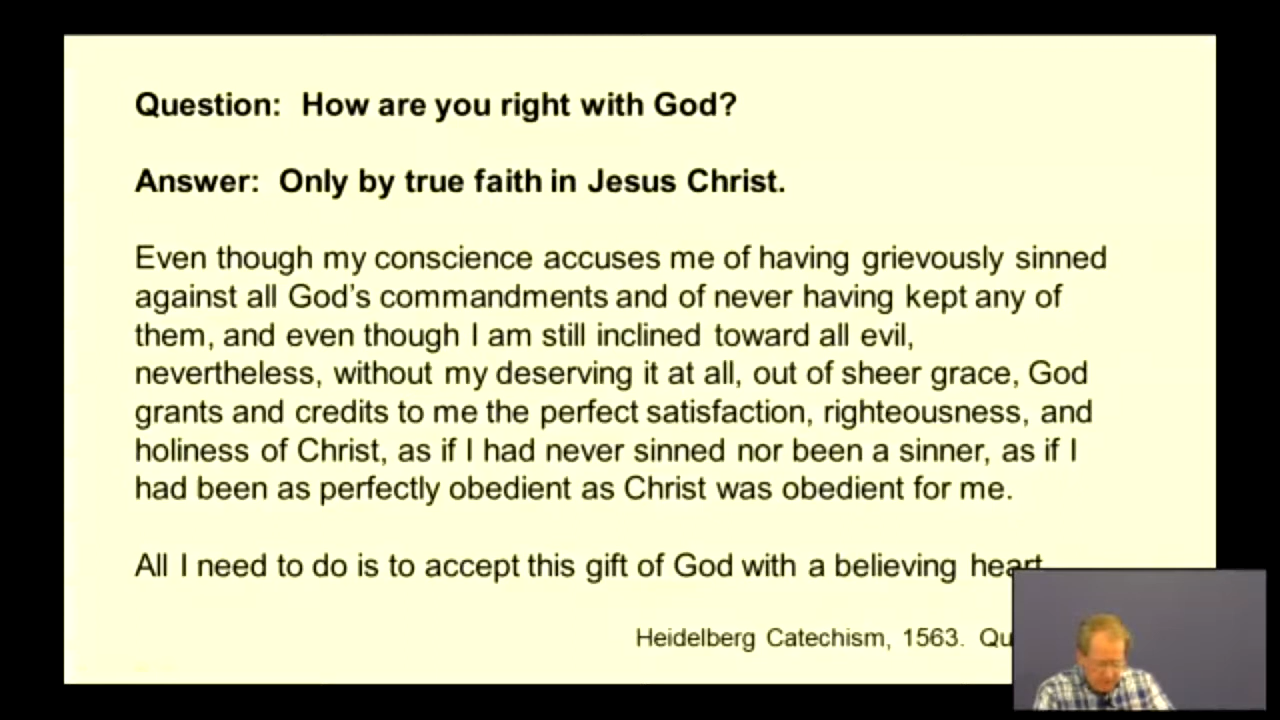 Question: How are you right with God?
Answer: Only by true faith in Jesus Christ.
Even though my conscience accuses me of having grievously sinned
against all God’s commandments and of never having kept any of
them, and even though I am still inclined toward all evil,
nevertheless, without my deserving it at all, out of sheer grace, God
grants and credits to me the perfect satisfaction, righteousness, and
holiness of Christ, as if I had never sinned nor been a sinner, as if I
had been as perfectly obedient as Christ was obedient for me.
All I need to do is to accept this gift of God with a believing heart
Heidelberg Catechism, 1563. Qu